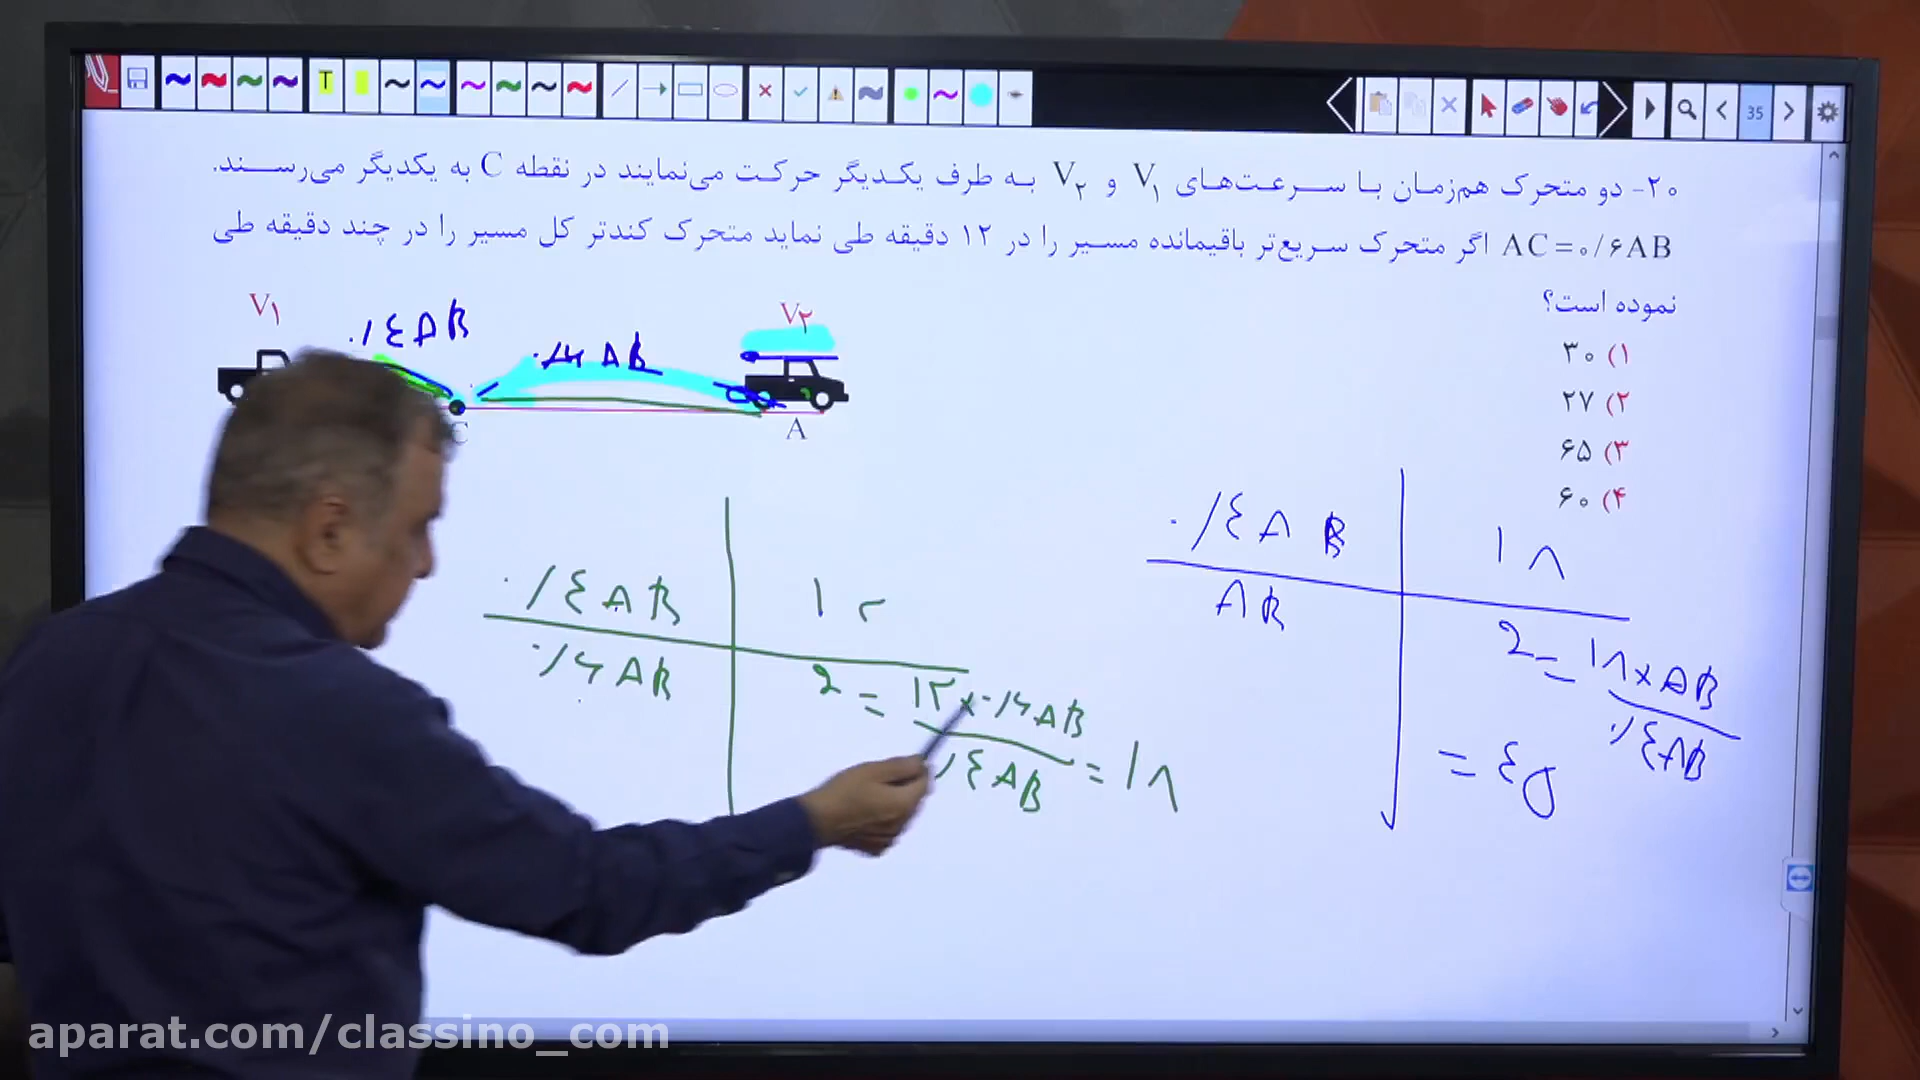 ۲۰- دو متحرک هم‌زمان با سرعت‌های V۱ و V۲ به طرف یکدیگر حرکت می‌نمایند در نقطه C به یکدیگر می‌رسند.
AC=۰/۶AB اگر متحرک سریع‌تر باقیمانده مسیر را در ۱۲ دقیقه طی نماید متحرک کندتر کل مسیر را در چند دقیقه طی
نموده است؟
۱) ۳۰
۲) ۲۷
۳) ۶۵
۴) ۶۰
V۱
V۲
۰/۴AB
۰/۶AB
C
A
۰/۴AB
۱۲
۰/۶AB
? = ۱۲×۰/۶AB
۰/۴AB
= ۱۸
۰/۴AB
۱۸
AB
? = ۱۸×AB
۰/۴AB
= ۴۵
35
T
aparat.com/classino_com